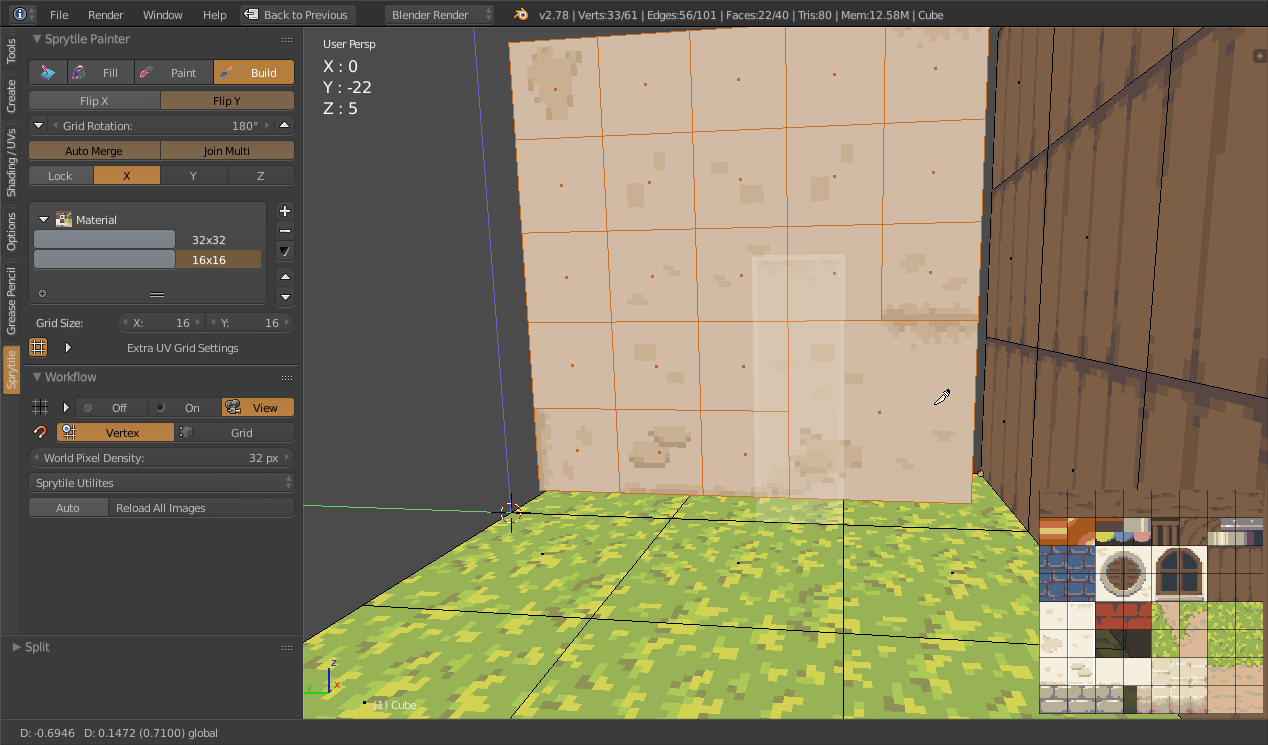 File Render Window Help Back to Previous Blender Render v2.78 | Verts:33/61 | Edges:56/101 | Faces:22/40 | Tris:80 | Mem:12.58M | Cube
Tools
Create
Shading / UVs
Options
Grease Pencil
Sprytile
Sprytile Painter
Fill Paint Build
Flip X Flip Y
Grid Rotation: 180°
Auto Merge Join Multi
Lock X Y Z
Material
32x32
16x16
Grid Size: X: 16 Y: 16
Extra UV Grid Settings
Workflow
Off On View
Vertex Grid
World Pixel Density: 32 px
Sprytile Utilites
Auto Reload All Images
Split
User Persp
X : 0
Y : -22
Z : 5
z
y
x
(1) Cube
D: -0.6946 D: 0.1472 (0.7100) global